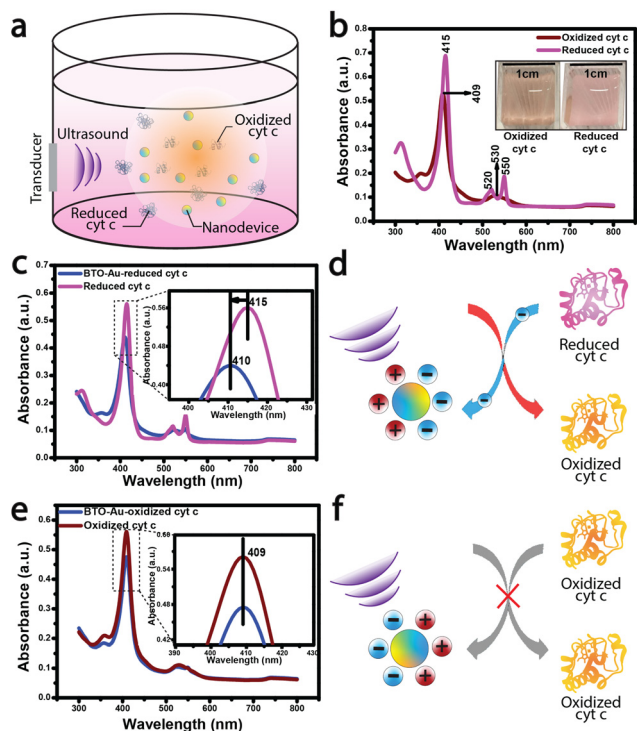 a
Ultrasound
Transducer
Oxidized
cyt c
Reduced
cyt c
Nanodevice
b
Absorbance (a.u.)
0.8
0.7
0.6
0.5
0.4
0.3
0.2
0.1
0.0
300 400 500 600 700 800
Wavelength (nm)
Oxidized cyt c
Reduced cyt c
415
409
520
530
550
1cm 1cm
Oxidized Reduced
cyt c cyt c
c
Absorbance (a.u.)
0.7
0.6
0.5
0.4
0.3
0.2
0.1
0.0
300 400 500 600 700 800
Wavelength (nm)
BTO-Au-reduced cyt c
Reduced cyt c
Absorbance (a.u.)
0.56
0.48
0.40
400 410 420 430
Wavelength (nm)
415
410
d
Reduced
cyt c
Oxidized
cyt c
+ − + − + −
− −
e
Absorbance (a.u.)
0.6
0.5
0.4
0.3
0.2
0.1
0.0
300 400 500 600 700 800
Wavelength (nm)
BTO-Au-oxidized cyt c
Oxidized cyt c
Absorbance (a.u.)
0.54
0.48
0.42
390 400 410 420 430
Wavelength (nm)
409
f
Oxidized
cyt c
Oxidized
cyt c
− + − + − +